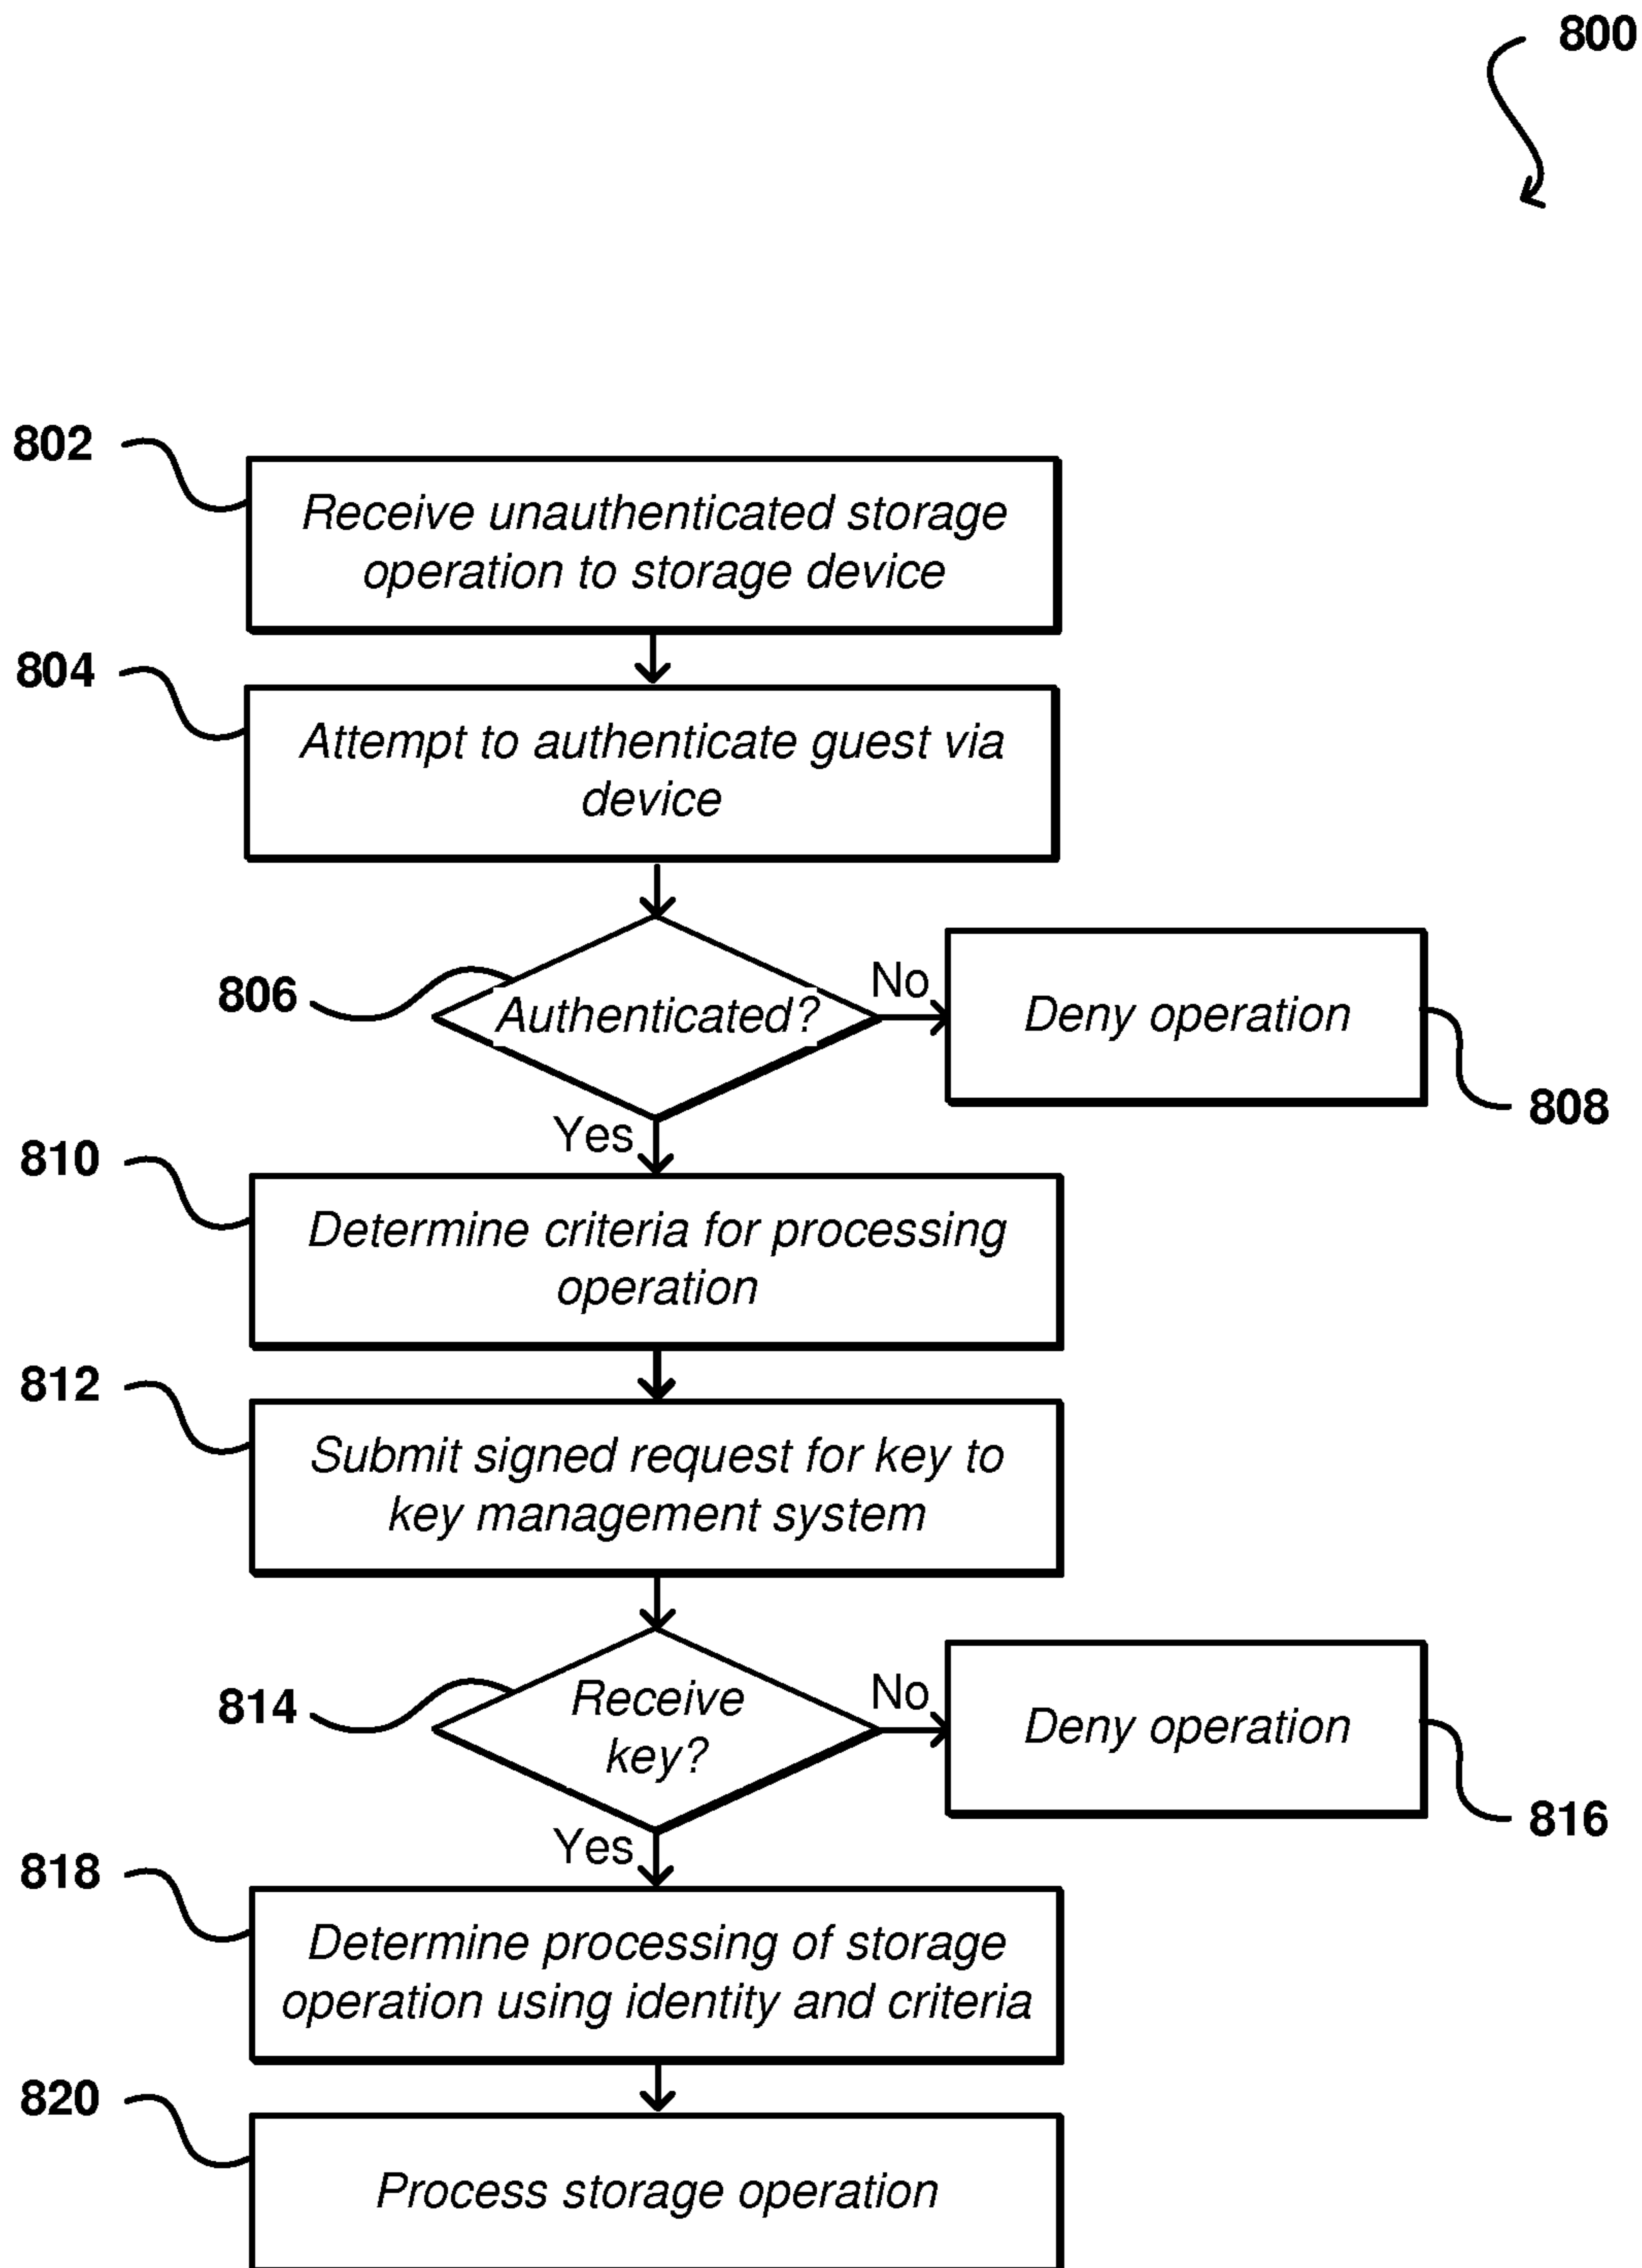 800
802
Receive unauthenticated storage
operation to storage device
804
Attempt to authenticate guest via
device
806
Authenticated?
No
Deny operation
808
Yes
810
Determine criteria for processing
operation
812
Submit signed request for key to
key management system
814
Receive
key?
No
Deny operation
816
Yes
818
Determine processing of storage
operation using identity and criteria
820
Process storage operation